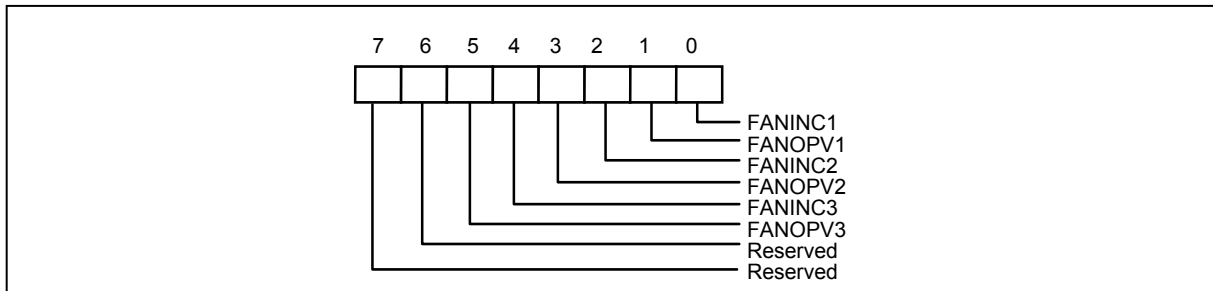 7 6 5 4 3 2 1 0
FANINC1
FANOPV1
FANINC2
FANOPV2
FANINC3
FANOPV3
Reserved
Reserved